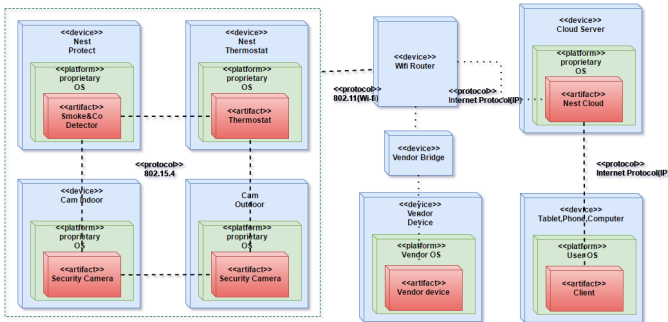 <<device>>
Nest
Protect
<<platform>>
proprietary
OS
<<artifact>>
Smoke&Co
Detector
<<device>>
Nest
Thermostat
<<platform>>
proprietary
OS
<<artifact>>
Thermostat
<<device>>
Wifi Router
<<protocol>>
802.11(Wi-fi)
<<protocol>>
Internet Protocol(IP)
<<device>>
Cloud Server
<<platform>>
proprietary
OS
<<artifact>>
Nest Cloud
<<protocol>>
802.15.4
<<device>>
Vendor Bridge
<<protocol>>
Internet Protocol(IP)
<<device>>
Cam Indoor
<<platform>>
proprietary
OS
<<artifact>>
Security Camera
Cam
Outdoor
<<platform>>
proprietary
OS
<<artifact>>
Security Camera
<<device>>
Vendor
Device
<<platform>>
Vendor OS
<<artifact>>
Vendor device
<<device>>
Tablet,Phone,Computer
<<platform>>
User OS
<<artifact>>
Client